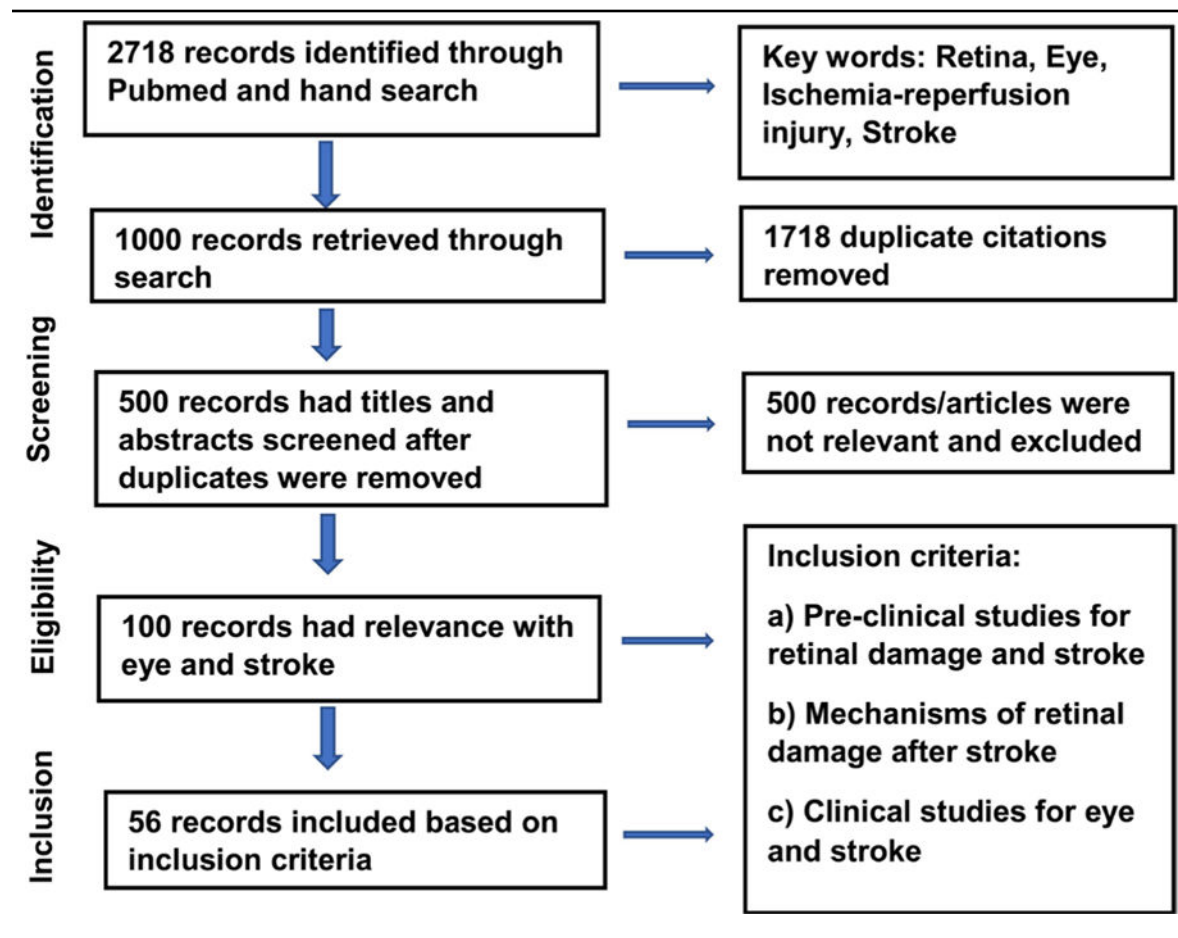 Identification
2718 records identified through
Pubmed and hand search
Key words: Retina, Eye,
Ischemia-reperfusion
injury, Stroke
1000 records retrieved through
search
1718 duplicate citations
removed
Screening
500 records had titles and
abstracts screened after
duplicates were removed
500 records/articles were
not relevant and excluded
Eligibility
100 records had relevance with
eye and stroke
Inclusion criteria:
a) Pre-clinical studies for
retinal damage and stroke
b) Mechanisms of retinal
damage after stroke
c) Clinical studies for eye
and stroke
Inclusion
56 records included based on
inclusion criteria